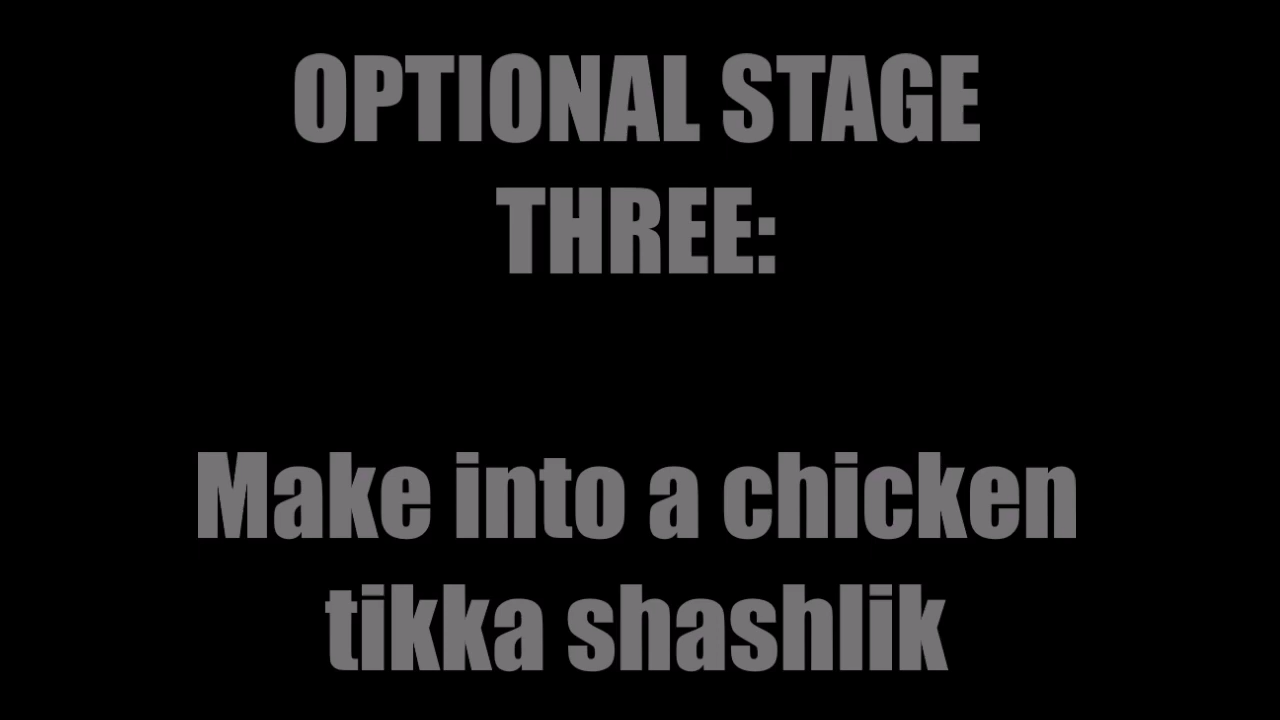 OPTIONAL STAGE
THREE:
Make into a chicken
tikka shashlik